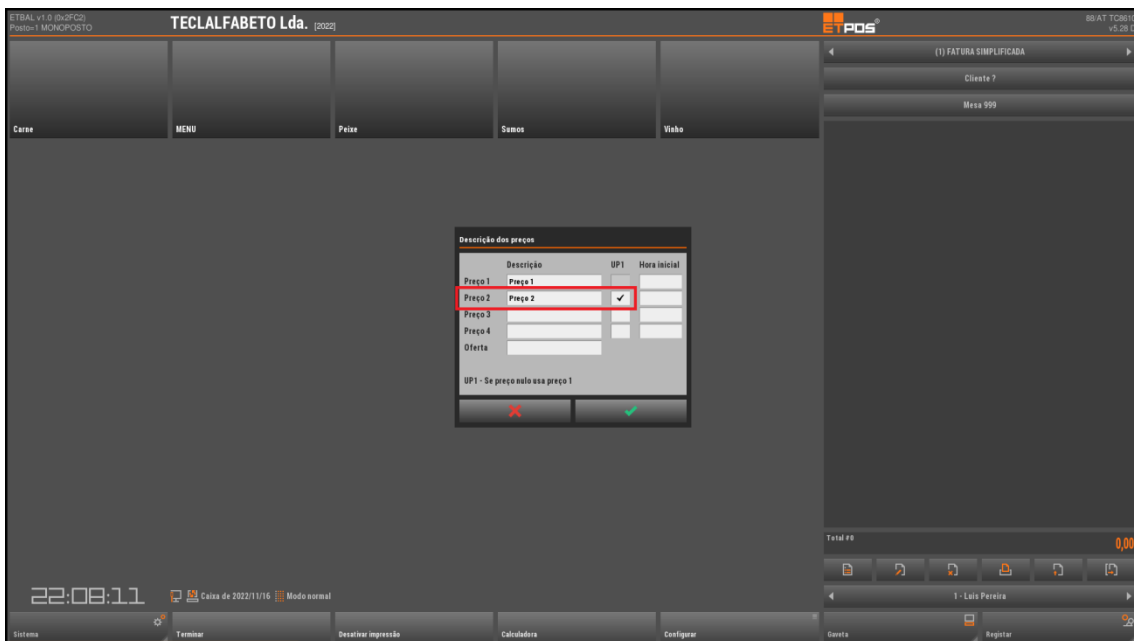 ETBAL v1.0 (0x2FC2)
Posto=1 MONOPOSTO
TECLALFABETO Lda. [2022]
ETPOS®
88/AT TC8610
v5.28 D
(1) FATURA SIMPLIFICADA
Cliente ?
Mesa 999
Carne
MENU
Peixe
Sumos
Vinho
Descrição dos preços
Descrição UP1 Hora inicial
Preço 1 Preço 1
Preço 2 Preço 2
Preço 3
Preço 4
Oferta
UP1 - Se preço nulo usa preço 1
Total #0
0,00
22:08:11
Caixa de 2022/11/16 Modo normal
1 - Luis Pereira
Sistema
Terminar
Desativar impressão
Calculadora
Configurar
Gaveta
Registar